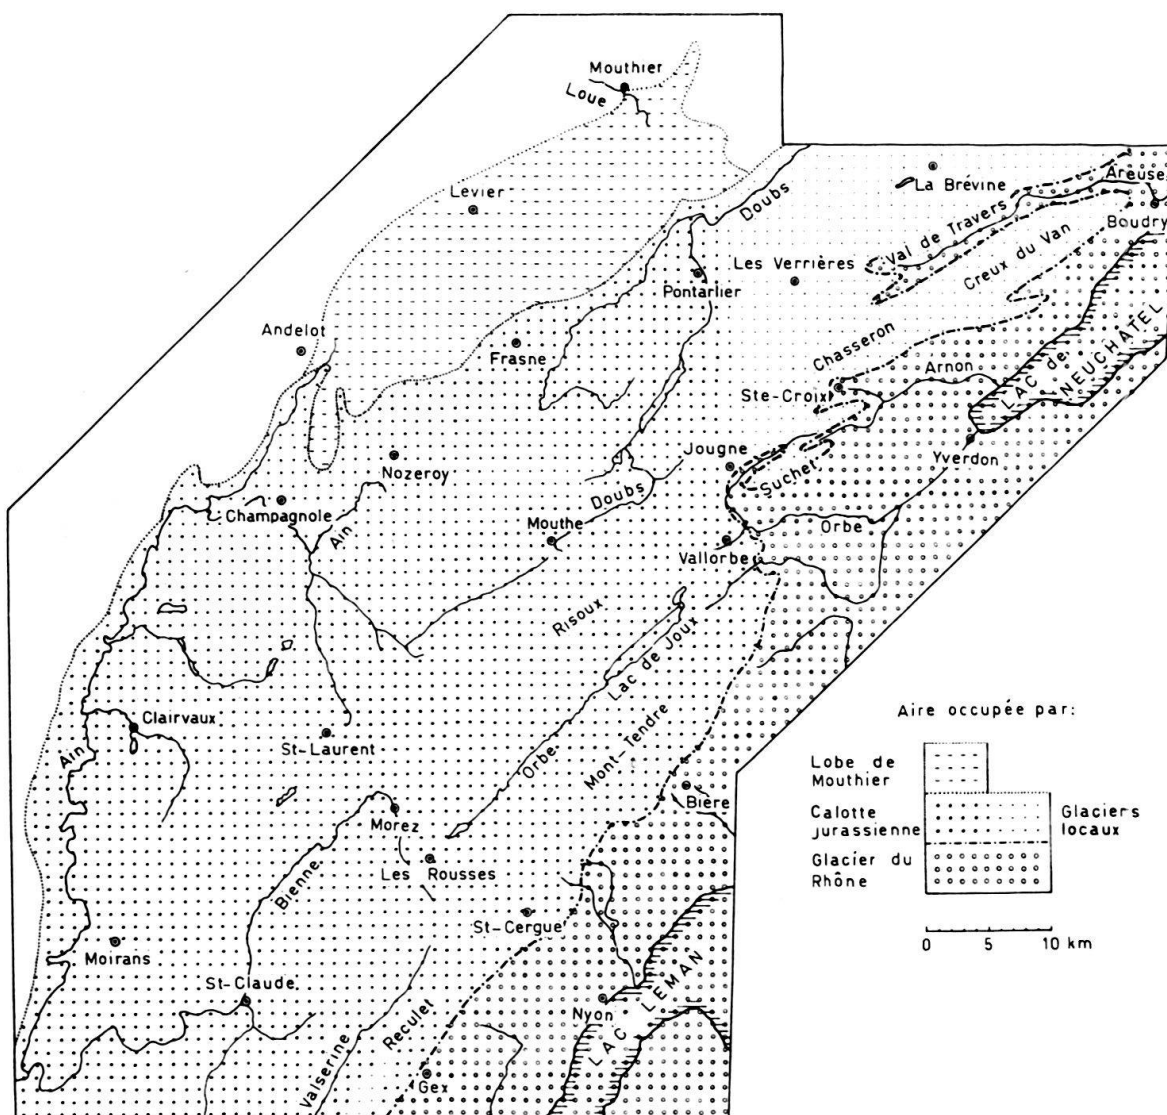 Mouthier
Loue
Levier
Doubs
La Brévine
Areuse
Boudry
Val de Travers
Creux du Van
Les Verrières
Pontarlier
Andelot
Frasne
Chasseron
Arnon
LAC de
NEUCHÂTEL
Ste-Croix
Jougne
Suchet
Yverdon
Nozeroy
Champagnole
Ain
Doubs
Mouthe
Orbe
Vallorbe
Risoux
Lac de Joux
Clairvaux
Ain
St-Laurent
Orbe
Mont-Tendre
Bière
Morez
Les Rousses
Bienne
St-Cergue
Moirans
St-Claude
Nyon
LAC LEMAN
Valserine
Reculet
Gex
Aire occupée par:
Lobe de
Mouthier
Calotte
jurassienne
Glaciers
locaux
Glacier du
Rhône
0 5 10 km